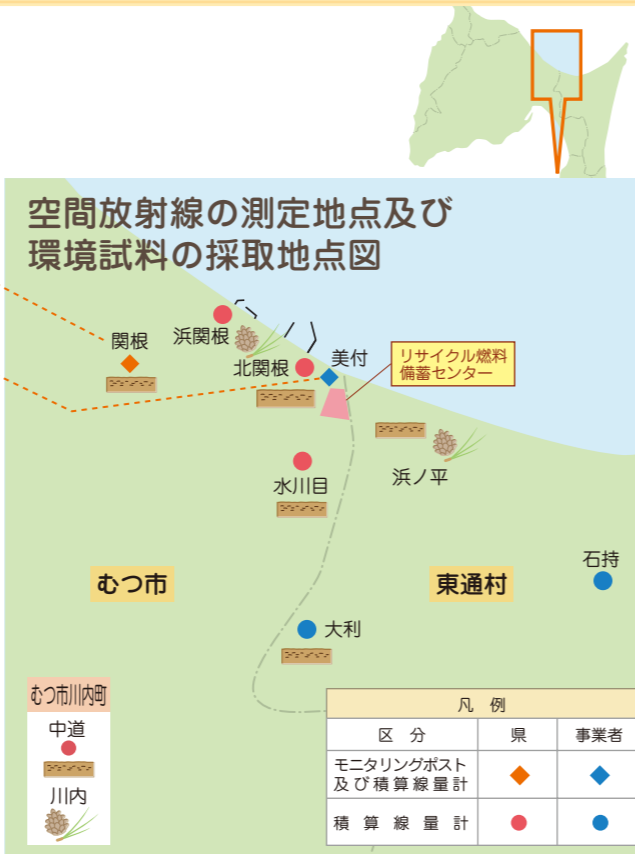 空間放射線の測定地点及び
環境試料の採取地点図
関根
浜関根
北関根
美付
リサイクル燃料
備蓄センター
浜ノ平
水川目
むつ市
東通村
石持
大利
むつ市川内町
中道
川内
凡 例
区 分 県 事業者
モニタリングポスト
及び積算線量計
積 算 線 量 計